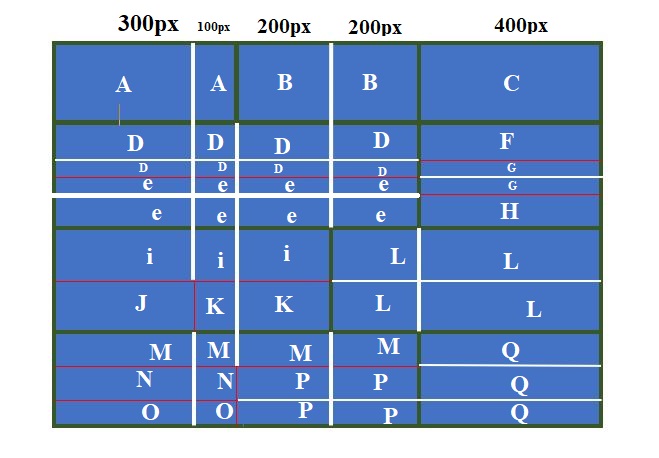 300px 100px 200px 200px 400px
A A B B C
D D D D F
D D D D G
e e e e G
e e e e H
i i i L L
J K K L L
M M M M Q
N N P P Q
O O P P Q